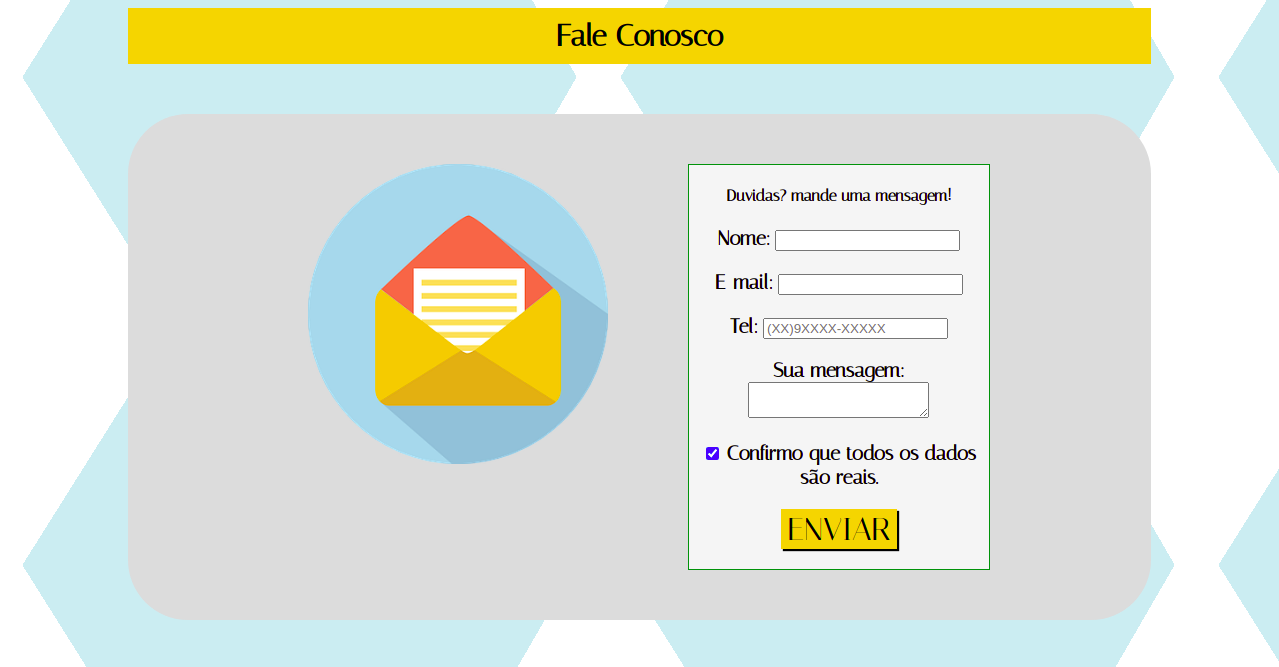 Fale Conosco
Duvidas? mande uma mensagem!
Nome:
E mail:
Tel: (XX)9XXXX-XXXXX
Sua mensagem:
Confirmo que todos os dados
são reais.
ENVIAR